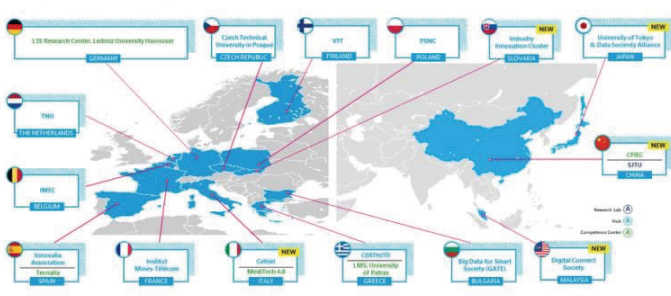 L3S Research Center, Leibniz University Hannover
GERMANY
Czech Technical
University in Prague
CZECH REPUBLIC
VTT
FINLAND
PSNC
POLAND
NEW
Industry
Innovation Cluster
SLOVAKIA
NEW
University of Tokyo
& Data Society Alliance
JAPAN
TNO
THE NETHERLANDS
NEW
CFIEC
SJTU
CHINA
IMEC
BELGIUM
Research Lab A
Hub A
Competence Center A
Innovalia
Association
Tecnalia
SPAIN
Institut
Mines-Télécom
FRANCE
NEW
Cefriel
MediTech 4.0
ITALY
CERTH/ITI
LMS, University
of Patras
GREECE
Big Data for Smart
Society (GATE)
BULGARIA
NEW
Digital Connect
Society
MALAYSIA